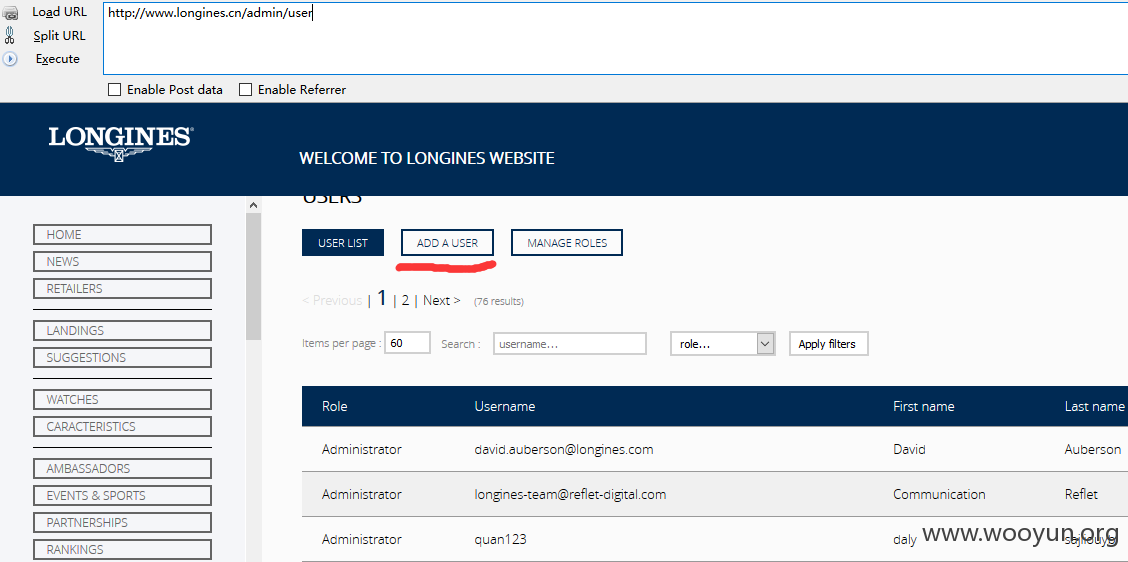 Load URL
http://www.longines.cn/admin/user
Split URL
Execute
Enable Post data Enable Referrer
LONGINES
WELCOME TO LONGINES WEBSITE
USERS
USER LIST ADD A USER MANAGE ROLES
< Previous | 1 | 2 | Next > (76 results)
Items per page : 60 Search : username... role... Apply filters
HOME
NEWS
RETAILERS
LANDINGS
SUGGESTIONS
WATCHES
CARACTERISTICS
AMBASSADORS
EVENTS & SPORTS
PARTNERSHIPS
RANKINGS
Role Username First name Last name
Administrator david.auberson@longines.com David Auberson
Administrator longines-team@reflet-digital.com Communication Reflet
Administrator quan123 daly
www.wooyun.org